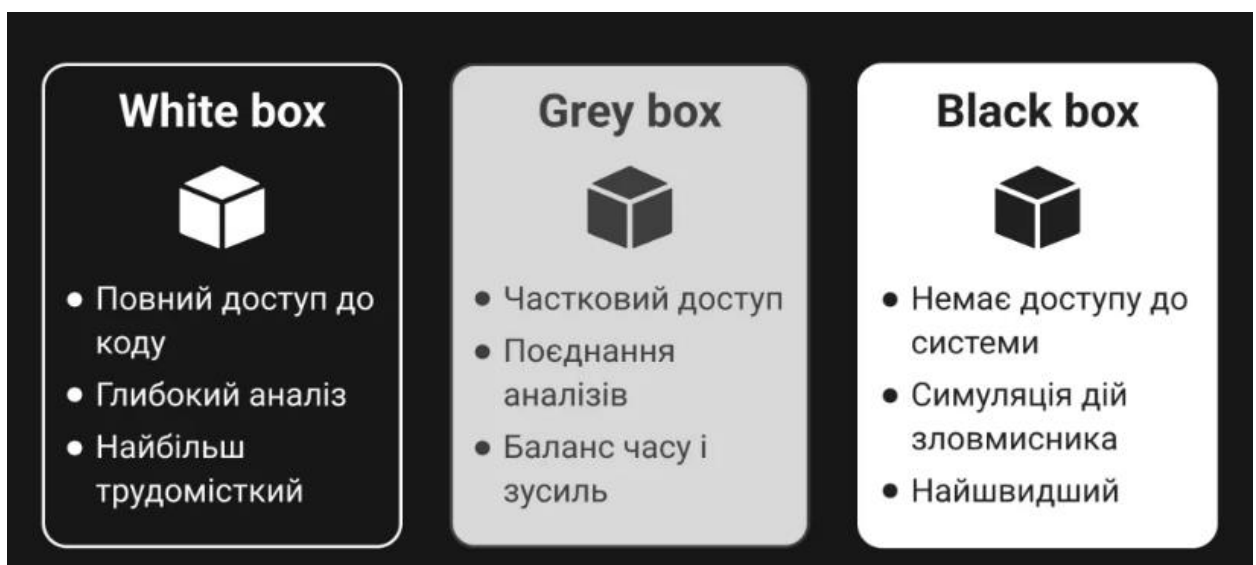 White box
● Повний доступ до
коду
● Глибокий аналіз
● Найбільш
трудомісткий
Grey box
● Частковий доступ
● Поєднання
аналізів
● Баланс часу і
зусиль
Black box
● Немає доступу до
системи
● Симуляція дій
зловмисника
● Найшвидший